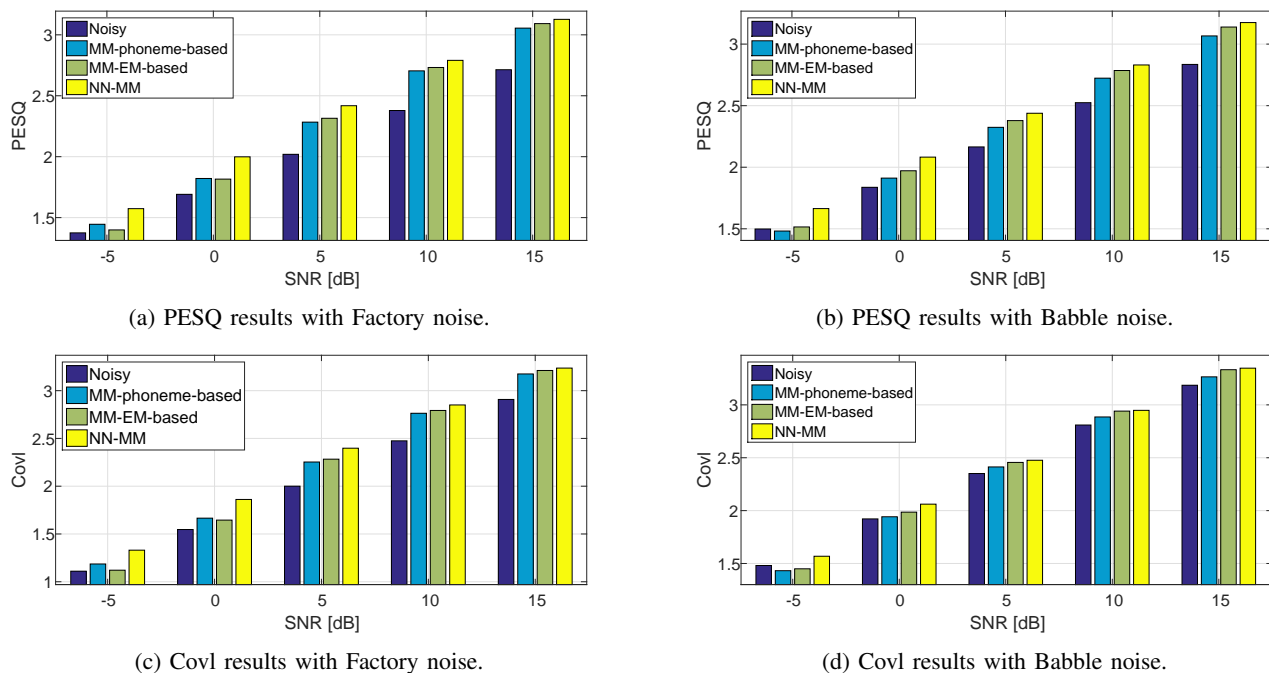 Noisy
MM-phoneme-based
MM-EM-based
NN-MM
3
2.5
2
1.5
PESQ
-5 0 5 10 15
SNR [dB]
(a) PESQ results with Factory noise.
Noisy
MM-phoneme-based
MM-EM-based
NN-MM
3
2.5
2
1.5
PESQ
-5 0 5 10 15
SNR [dB]
(b) PESQ results with Babble noise.
Noisy
MM-phoneme-based
MM-EM-based
NN-MM
3
2.5
2
1.5
1
Covl
-5 0 5 10 15
SNR [dB]
(c) Covl results with Factory noise.
Noisy
MM-phoneme-based
MM-EM-based
NN-MM
3
2.5
2
1.5
Covl
-5 0 5 10 15
SNR [dB]
(d) Covl results with Babble noise.